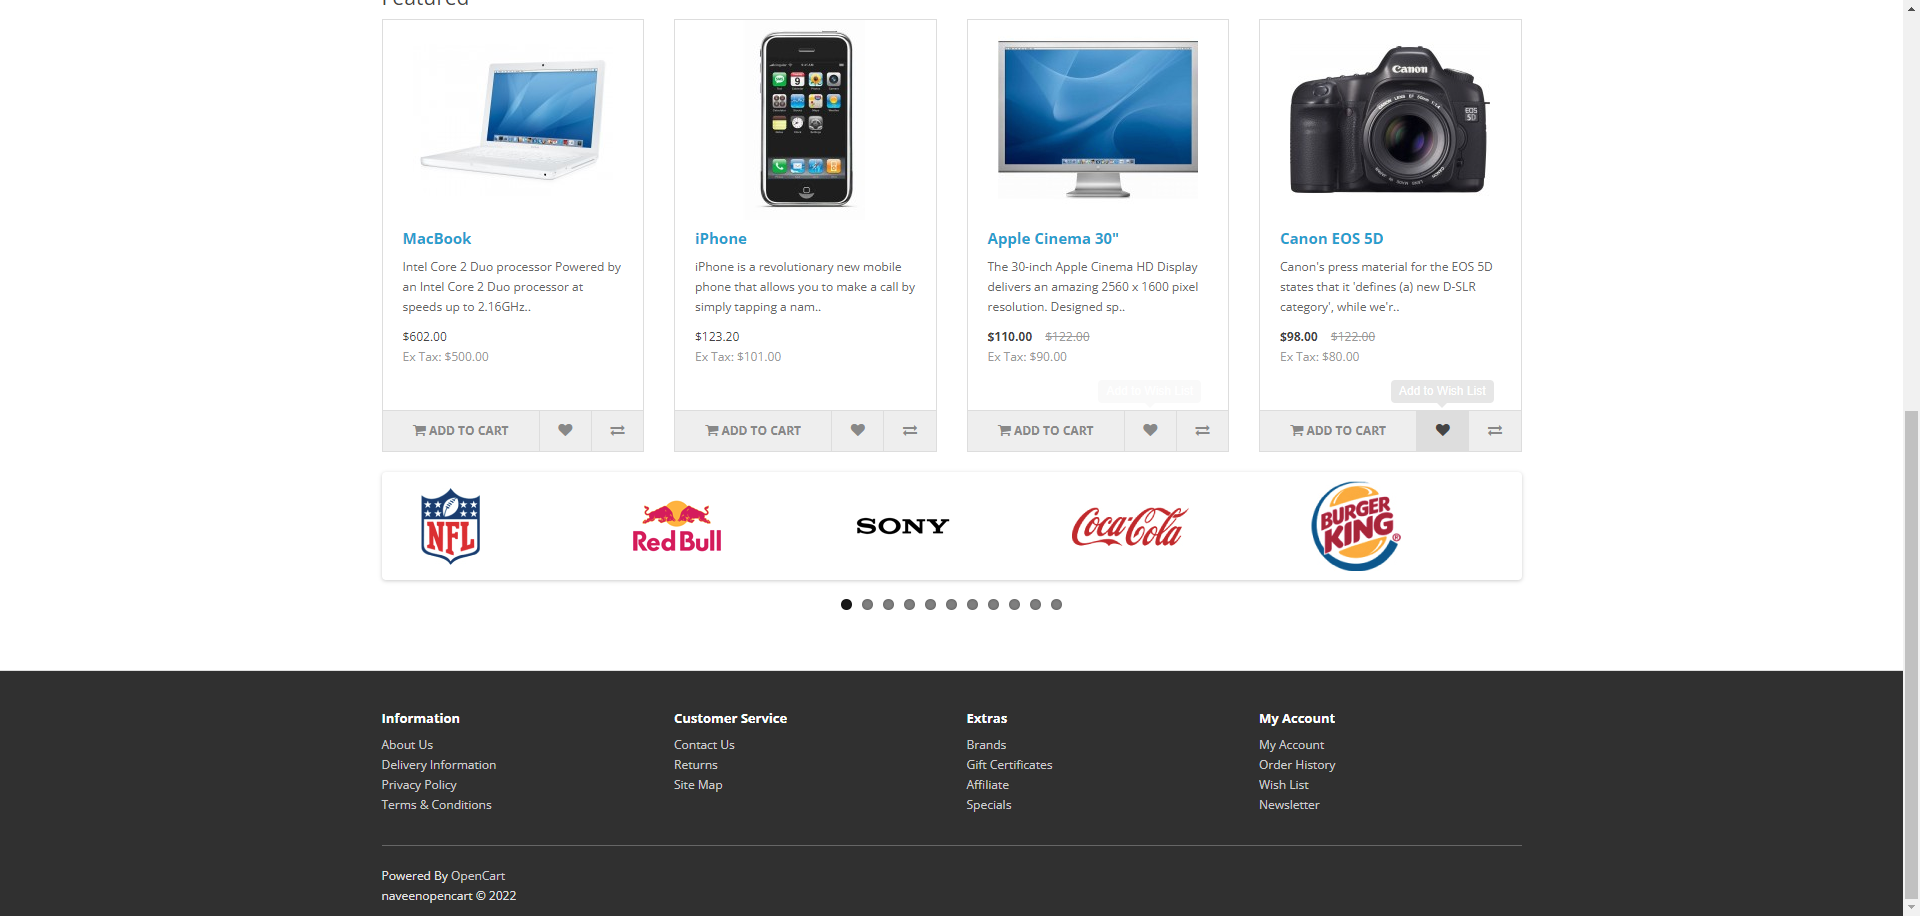 Featured
MacBook
Intel Core 2 Duo processor Powered by
an Intel Core 2 Duo processor at
speeds up to 2.16GHz..
$602.00
Ex Tax: $500.00
ADD TO CART
iPhone
iPhone is a revolutionary new mobile
phone that allows you to make a call by
simply tapping a nam..
$123.20
Ex Tax: $101.00
ADD TO CART
Apple Cinema 30"
The 30-inch Apple Cinema HD Display
delivers an amazing 2560 x 1600 pixel
resolution. Designed sp..
$110.00 $122.00
Ex Tax: $90.00
Add to Wish List
ADD TO CART
Canon
EOS
5D
Canon EOS 5D
Canon's press material for the EOS 5D
states that it 'defines (a) new D-SLR
category', while we'r..
$98.00 $122.00
Ex Tax: $80.00
Add to Wish List
ADD TO CART
NFL
Red Bull
SONY
Coca-Cola
BURGER
KING®
Information
About Us
Delivery Information
Privacy Policy
Terms & Conditions
Customer Service
Contact Us
Returns
Site Map
Extras
Brands
Gift Certificates
Affiliate
Specials
My Account
My Account
Order History
Wish List
Newsletter
Powered By OpenCart
naveenopencart © 2022